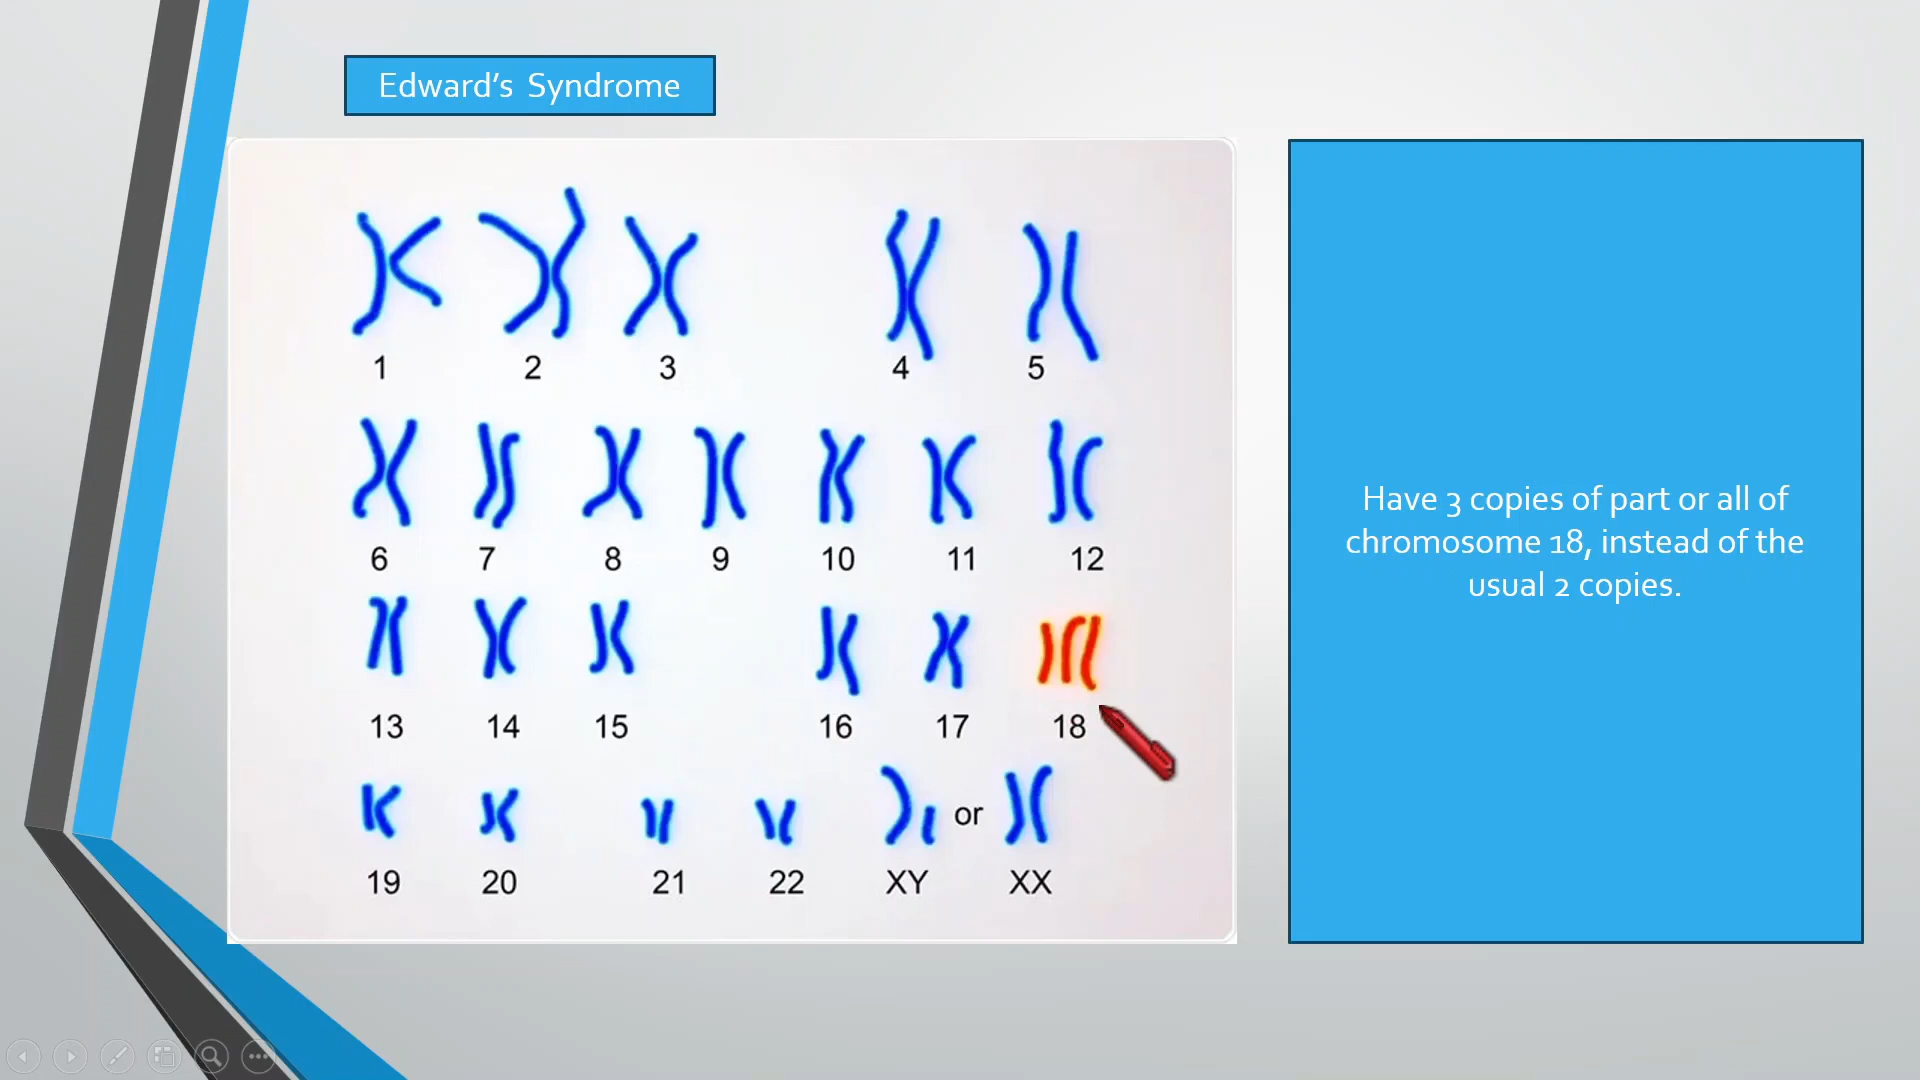 Edward's Syndrome
1 2 3 4 5
6 7 8 9 10 11 12
13 14 15 16 17 18
or
19 20 21 22 XY XX
Have 3 copies of part or all of
chromosome 18, instead of the
usual 2 copies.